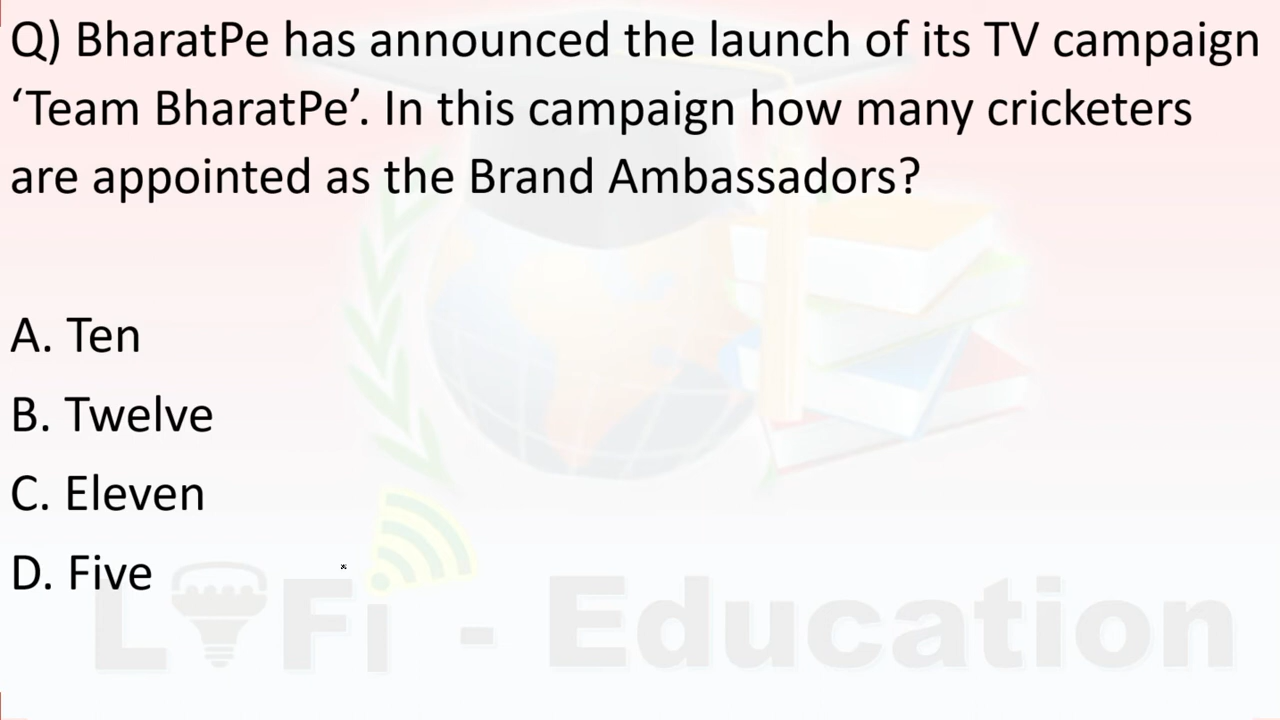 Q) BharatPe has announced the launch of its TV campaign
‘Team BharatPe’. In this campaign how many cricketers
are appointed as the Brand Ambassadors?
A. Ten
B. Twelve
C. Eleven
D. Five
LiFi - Education